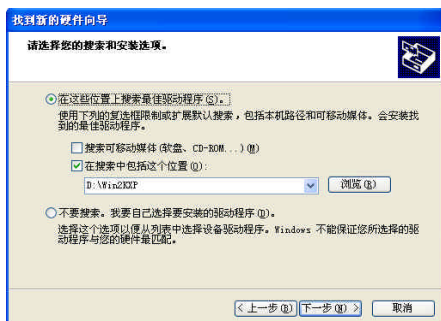 找到新的硬件向导
请选择您的搜索和安装选项。
在这些位置上搜索最佳驱动程序(S)。
使用下列的复选框限制或扩展默认搜索，包括本机路径和可移动媒体。会安装找
到的最佳驱动程序。
搜索可移动媒体(软盘、CD-ROM...)(M)
在搜索中包括这个位置(O):
D:\Win2KXP
浏览(R)
不要搜索。我要自己选择要安装的驱动程序(D)。
选择这个选项以便从列表中选择设备驱动程序。Windows 不能保证您所选择的驱
动程序与您的硬件最匹配。
< 上一步(B) 下一步(N) > 取消